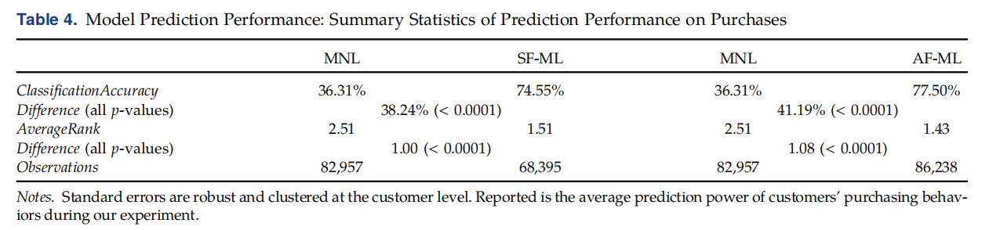 Table 4. Model Prediction Performance: Summary Statistics of Prediction Performance on Purchases
MNL SF-ML MNL AF-ML
ClassificationAccuracy 36.31% 74.55% 36.31% 77.50%
Difference (all p-values) 38.24% (< 0.0001) 41.19% (< 0.0001)
AverageRank 2.51 1.51 2.51 1.43
Difference (all p-values) 1.00 (< 0.0001) 1.08 (< 0.0001)
Observations 82,957 68,395 82,957 86,238
Notes. Standard errors are robust and clustered at the customer level. Reported is the average prediction power of customers’ purchasing behav-
iors during our experiment.